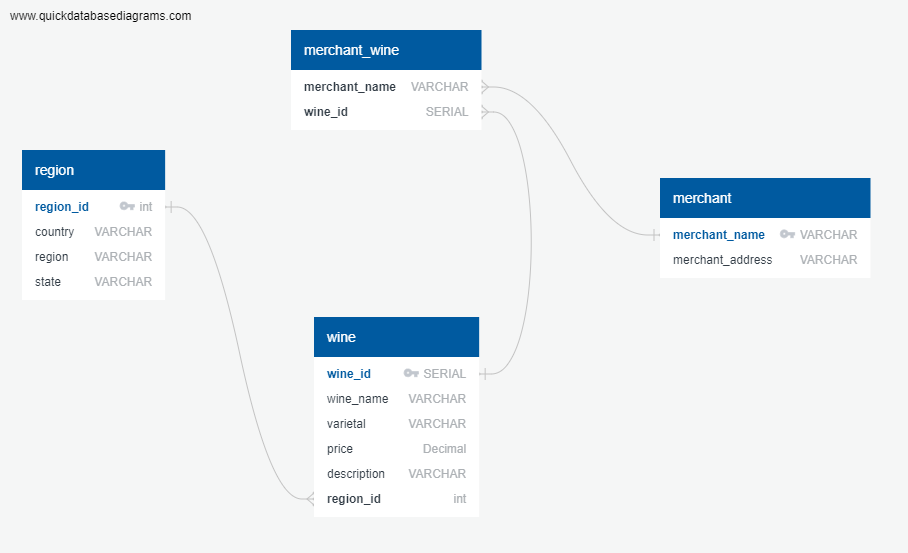 www.quickdatabasediagrams.com
merchant_wine
merchant_name VARCHAR
wine_id SERIAL
region
region_id int
country VARCHAR
region VARCHAR
state VARCHAR
merchant
merchant_name VARCHAR
merchant_address VARCHAR
wine
wine_id SERIAL
wine_name VARCHAR
varietal VARCHAR
price Decimal
description VARCHAR
region_id int